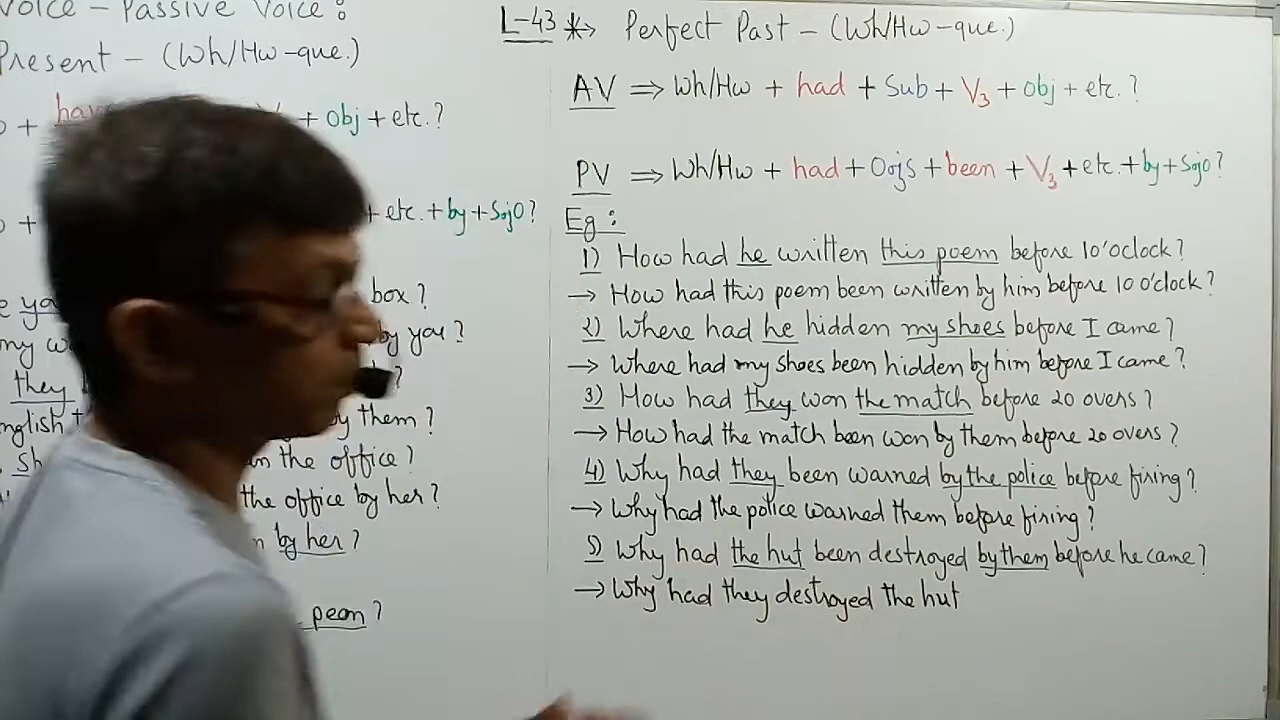 Voice - Passive Voice :
Present - (Wh/Hw-que.)
+ obj + etc. ?
+ etc. + by + SojO ?
box ?
by you ?
they
English
by them ?
in the office ?
the office by her ?
by her ?
peon ?
L-43 * → Perfect Past - (Wh/Hw-que.)
AV ⇒ Wh/Hw + had + Sub + V3 + obj + etc. ?
PV ⇒ Wh/Hw + had + Oojs + been + V3 + etc. + by + SojO ?
Eg :
1) How had he written this poem before 10'oclock ?
→ How had this poem been written by him before 10 o'clock ?
2) Where had he hidden my shoes before I came ?
→ Where had my shoes been hidden by him before I came ?
3) How had they won the match before 20 overs ?
→ How had the match been won by them before 20 overs ?
4) Why had they been warned by the police before firing ?
→ Why had the police warned them before firing ?
5) Why had the hut been destroyed by them before he came ?
→ Why had they destroyed the hut